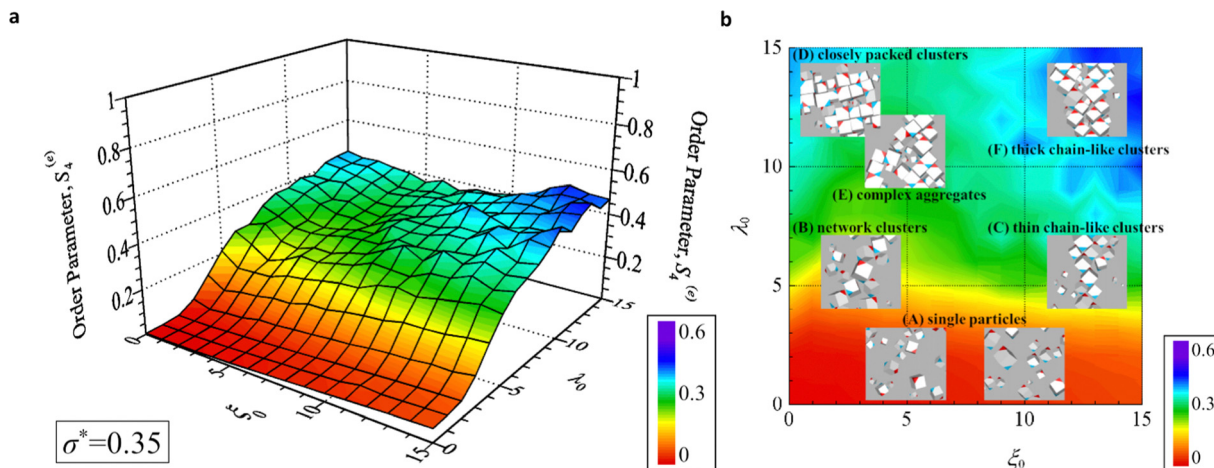 a
b
1
0.8
0.6
0.4
0.2
Order Parameter, S₄⁽ᵉ⁾
0
5
10
15
ξ₀
0
5
10
15
λ₀
1
0.8
0.6
0.4
0.2
Order Parameter, S₄⁽ᵉ⁾
σ*=0.35
0.6
0.3
0
15
10
5
0
λ₀
(D) closely packed clusters
(F) thick chain-like clusters
(E) complex aggregates
(B) network clusters
(C) thin chain-like clusters
(A) single particles
0
5
10
15
ξ₀
0.6
0.3
0